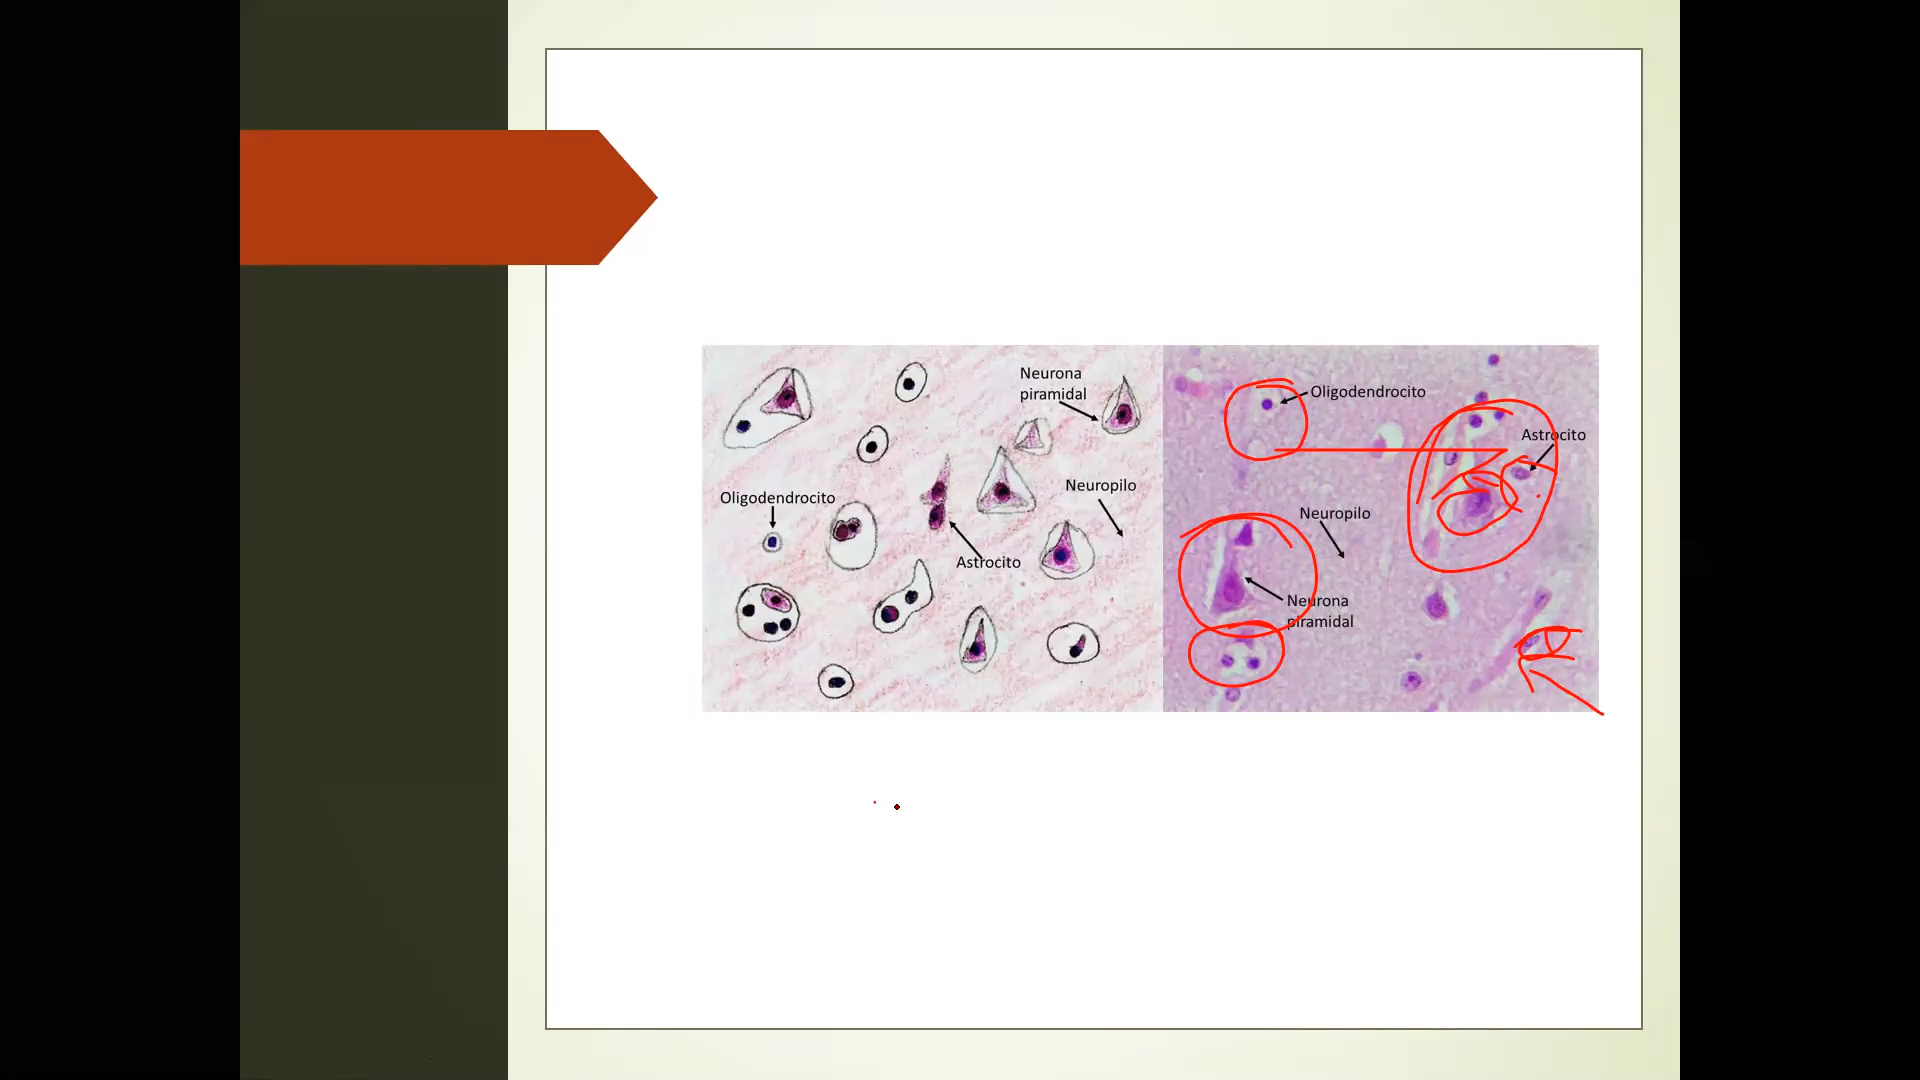 Neurona
piramidal
Oligodendrocito
Neuropilo
Astrocito
Oligodendrocito
Astrocito
Neuropilo
Neurona
piramidal